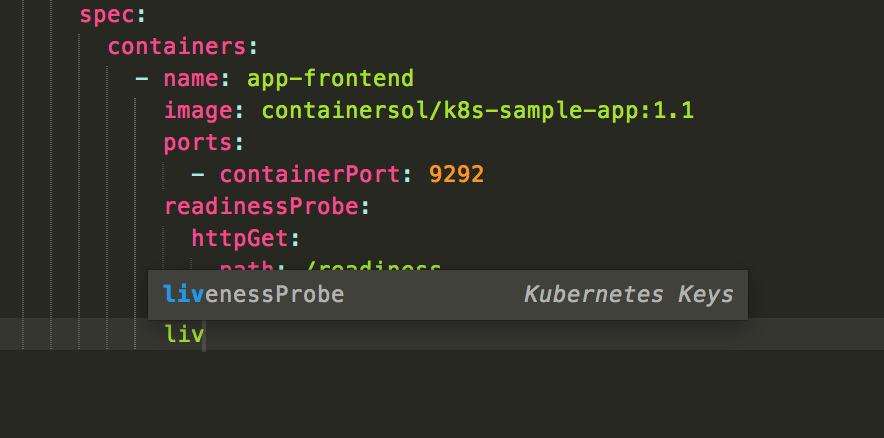 spec:
containers:
- name: app-frontend
image: containersol/k8s-sample-app:1.1
ports:
- containerPort: 9292
readinessProbe:
httpGet:
path: /readiness
livenessProbe Kubernetes Keys
liv